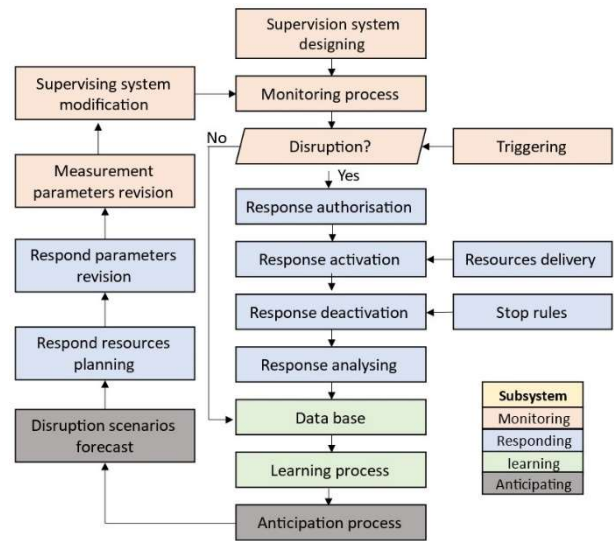 Supervision system
designing
Supervising system
modification
Monitoring process
No
Disruption?
Triggering
Measurement
parameters revision
Yes
Response authorisation
Respond parameters
revision
Response activation
Resources delivery
Response deactivation
Stop rules
Respond resources
planning
Response analysing
Disruption scenarios
forecast
Data base
Learning process
Anticipation process
Subsystem
Monitoring
Responding
learning
Anticipating